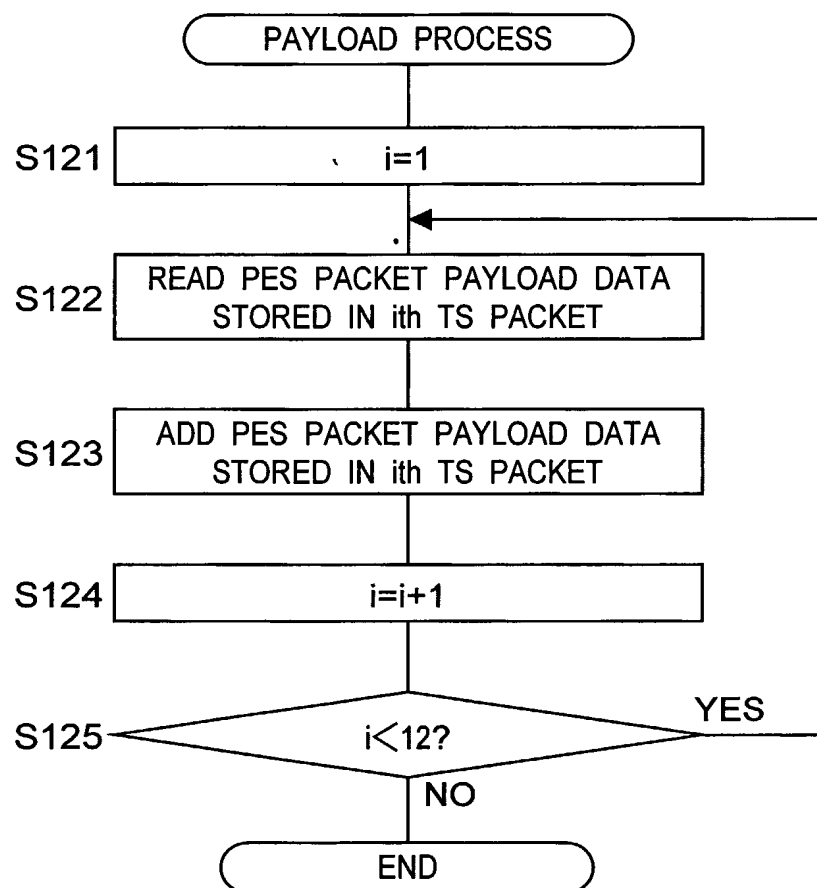 PAYLOAD PROCESS
S121
i=1
S122
READ PES PACKET PAYLOAD DATA
STORED IN ith TS PACKET
S123
ADD PES PACKET PAYLOAD DATA
STORED IN ith TS PACKET
S124
i=i+1
S125
i<12?
YES
NO
END